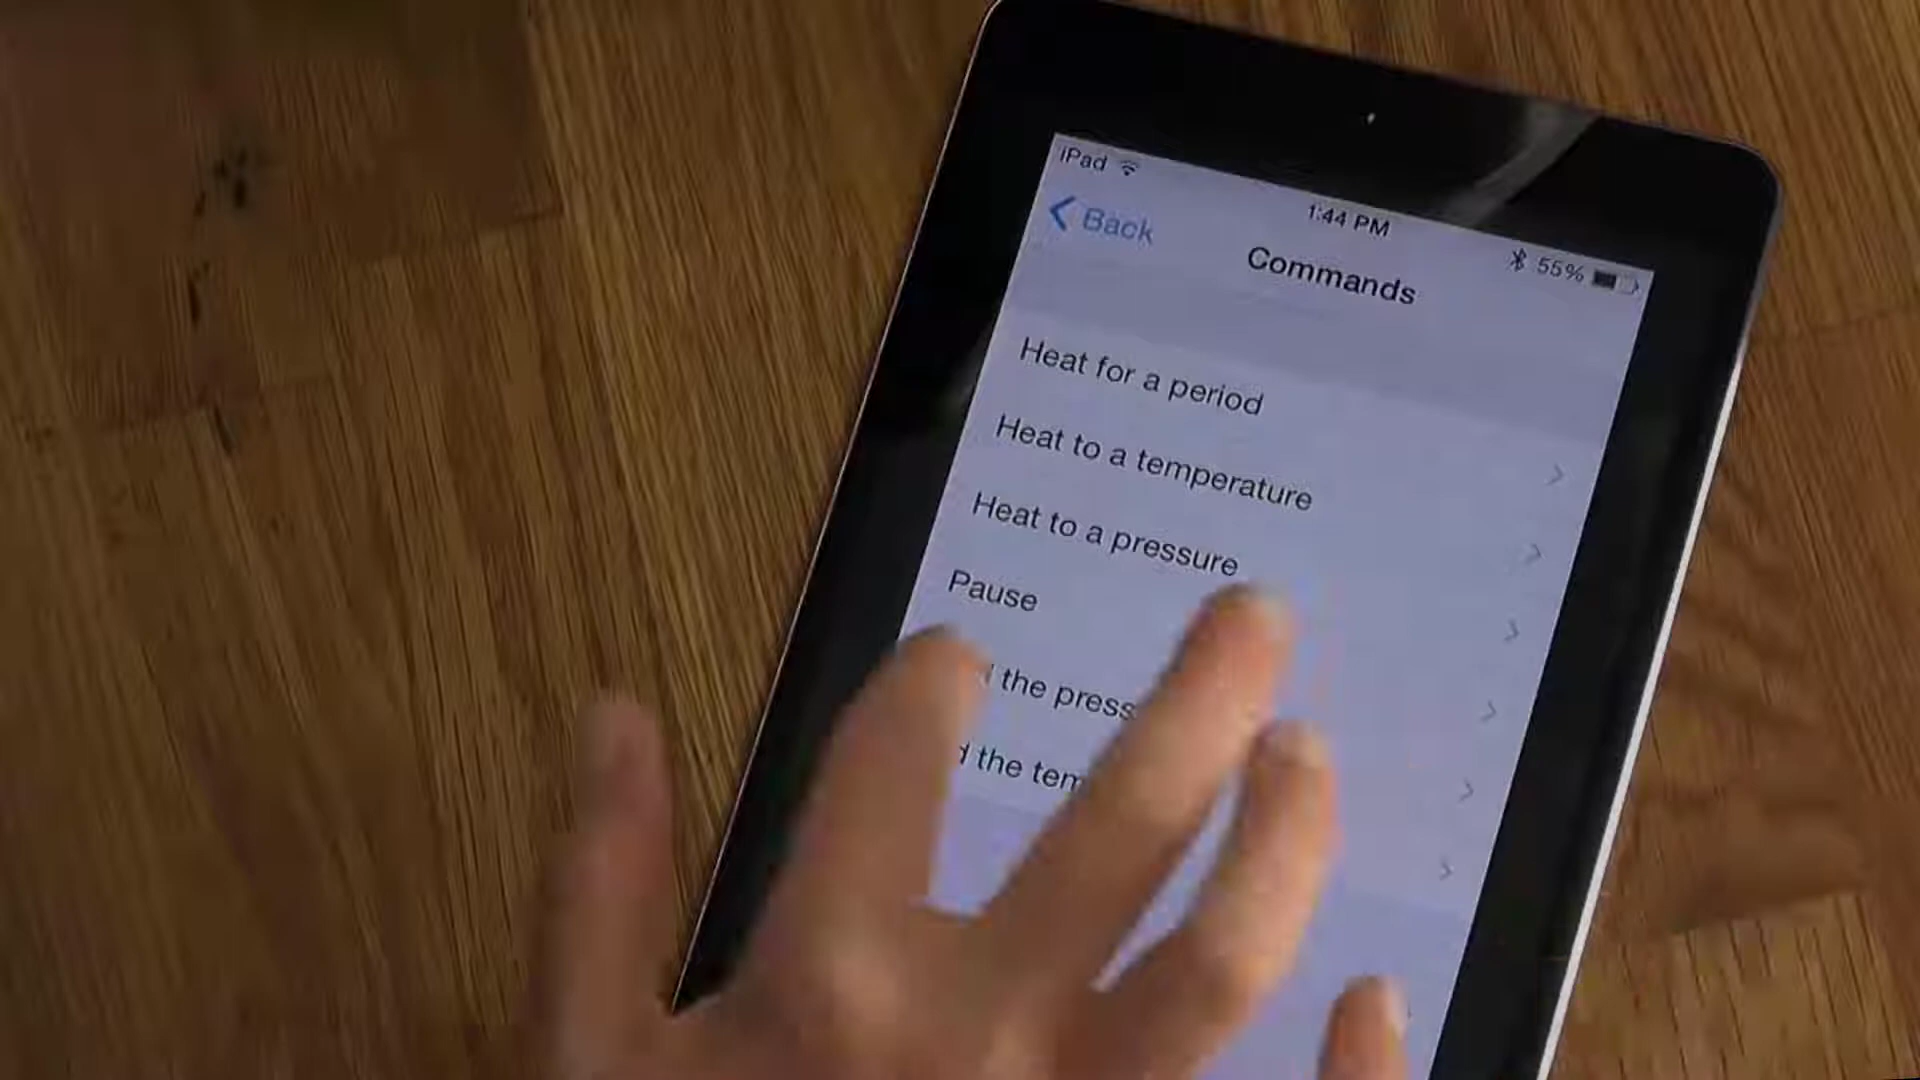 iPad
1:44 PM
55%
Back
Commands
Heat for a period
Heat to a temperature
Heat to a pressure
Pause
the press
the tem